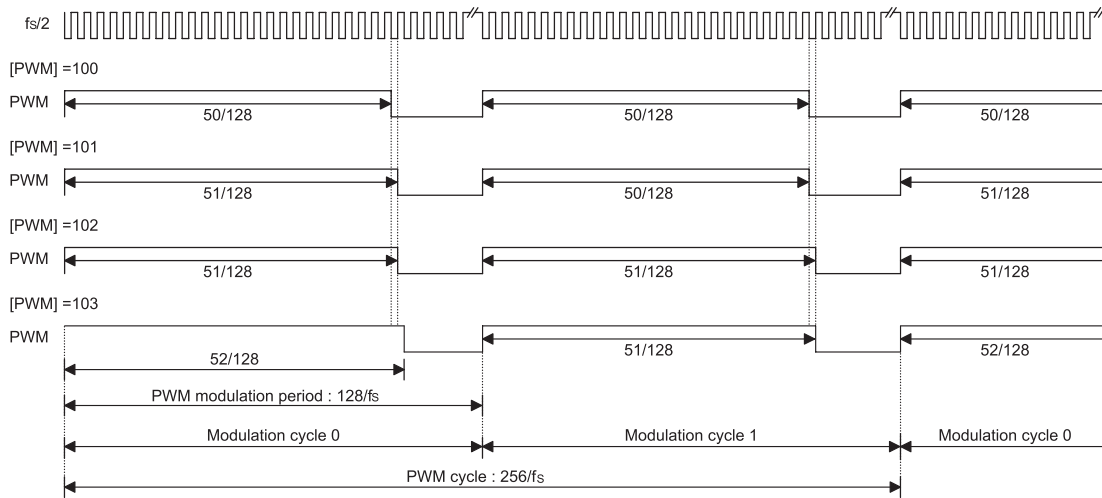 fs/2
[PWM] =100
PWM
50/128 50/128 50/128
[PWM] =101
PWM
51/128 50/128 51/128
[PWM] =102
PWM
51/128 51/128 51/128
[PWM] =103
PWM
51/128
52/128 52/128
PWM modulation period : 128/fs
Modulation cycle 0 Modulation cycle 1 Modulation cycle 0
PWM cycle : 256/fs